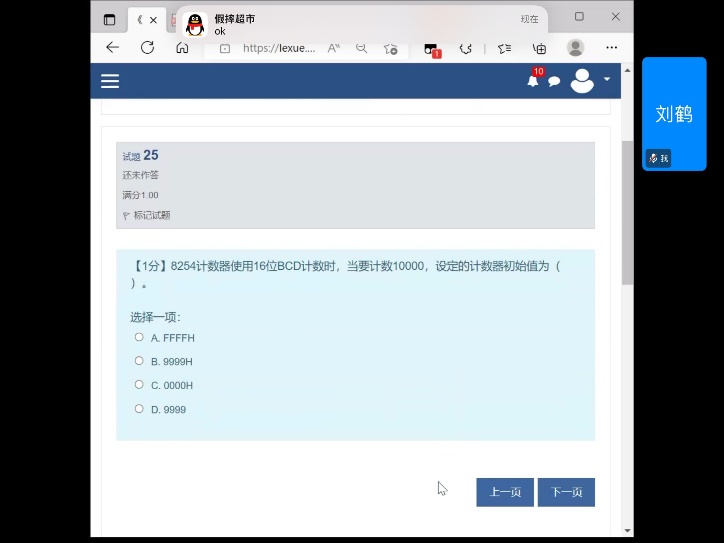 假摔超市
现在
ok
https://lexue....
1
10
刘鹤
我
试题 25
还未作答
满分1.00
标记试题
【1分】8254计数器使用16位BCD计数时，当要计数10000，设定的计数器初始值为（
）。
选择一项：
A. FFFFH
B. 9999H
C. 0000H
D. 9999
上一页
下一页